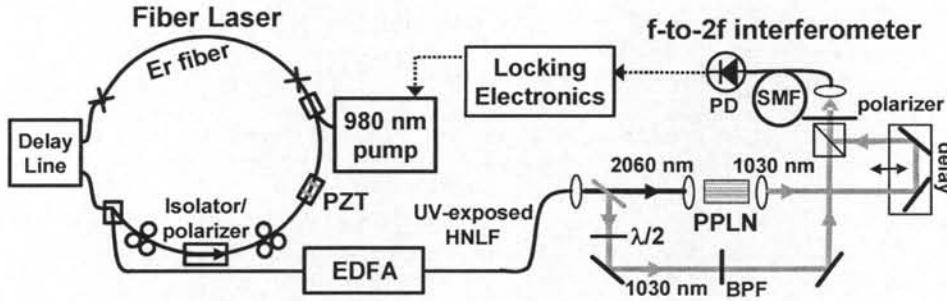 Fiber Laser
Er fiber
Delay
Line
980 nm
pump
PZT
Isolator/
polarizer
EDFA
UV-exposed
HNLF
Locking
Electronics
f-to-2f interferometer
PD
SMF
polarizer
delay
2060 nm
1030 nm
PPLN
λ/2
1030 nm
BPF